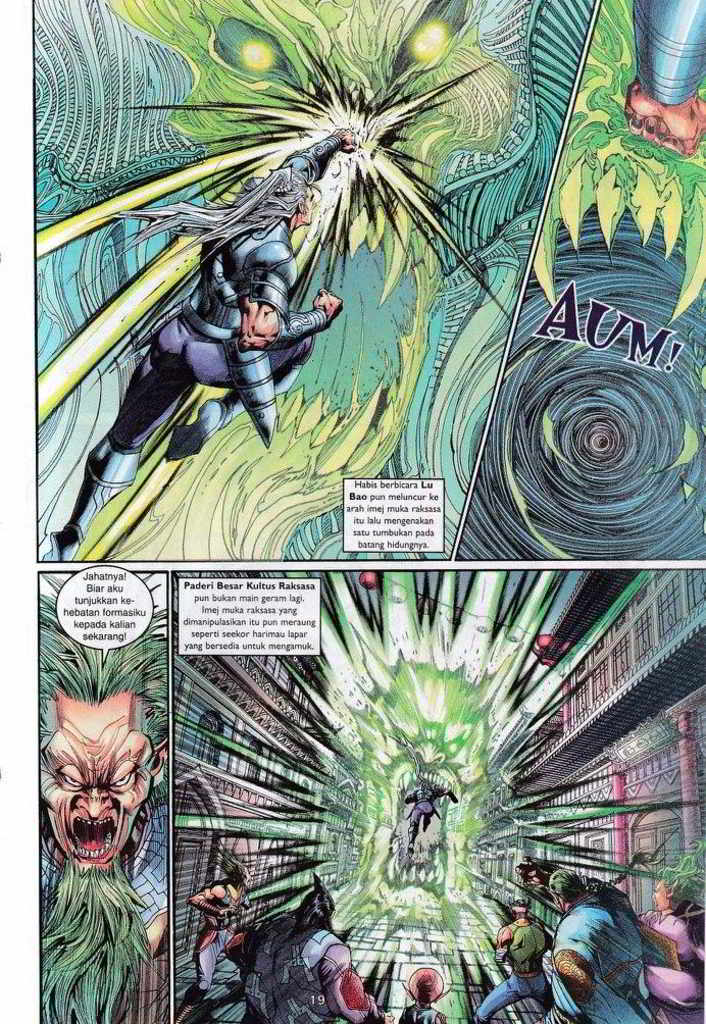 AUM!
Habis berbicara Lu
Bao pun meluncur ke
arah imej muka raksasa
itu lalu mengenakan
satu tumbukan pada
batang hidungnya.
Jahatnya!
Biar aku
tunjukkan ke-
hebatan formasiku
kepada kalian
sekarang!
Paderi Besar Kultus Raksasa
pun bukan main geram lagi.
Imej muka raksasa yang
dimanipulasikan itu pun meraung
seperti seekor harimau lapar
yang bersedia untuk mengamuk.
19